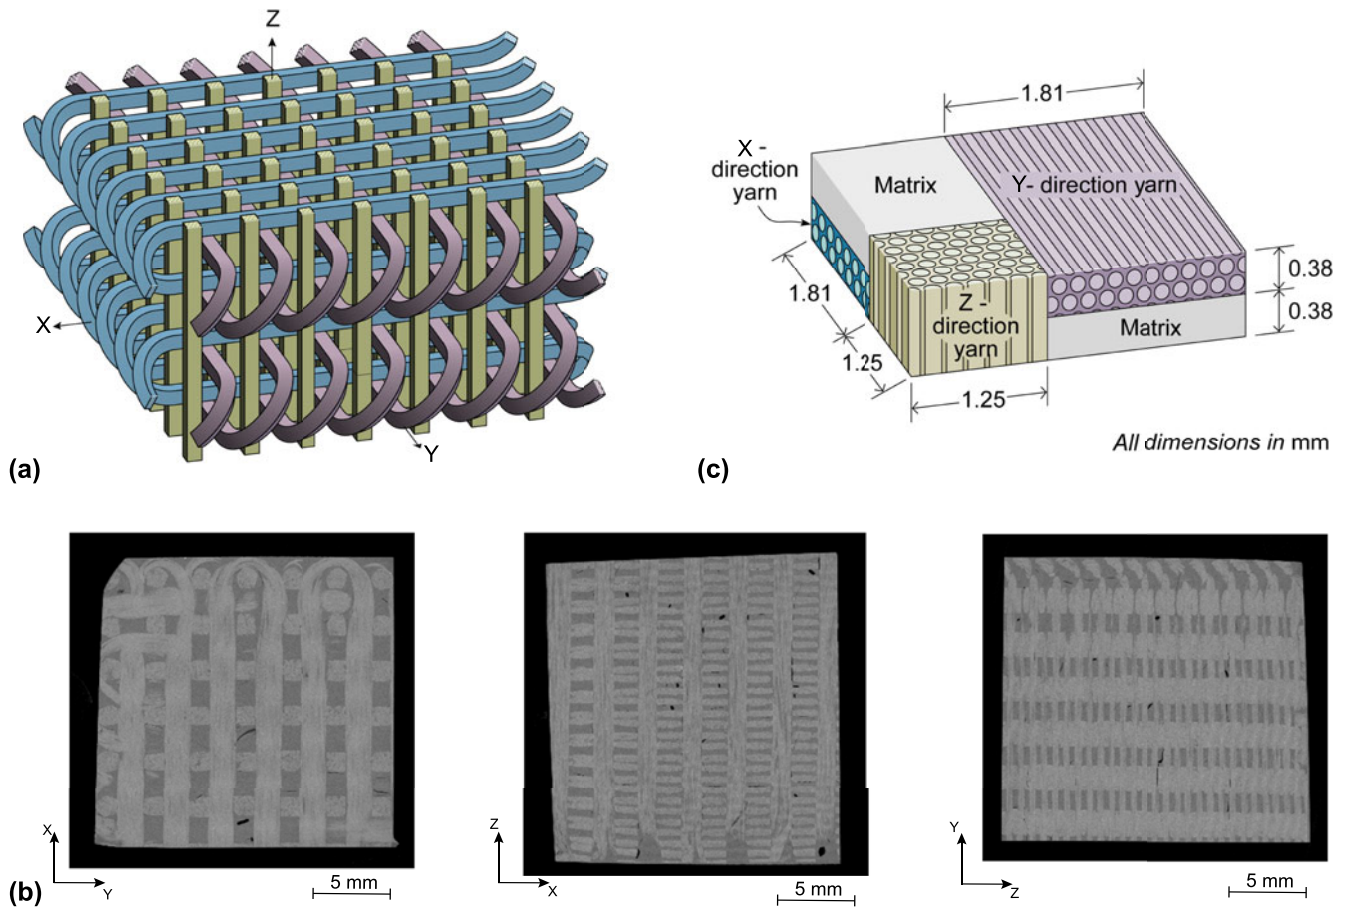 Z
X
Y
(a)
1.81
X -
direction
yarn
Matrix
Y- direction yarn
0.38
0.38
1.81
Z -
direction
yarn
Matrix
1.25
1.25
All dimensions in mm
(c)
X
Y
5 mm
Z
X
5 mm
Y
Z
5 mm
(b)